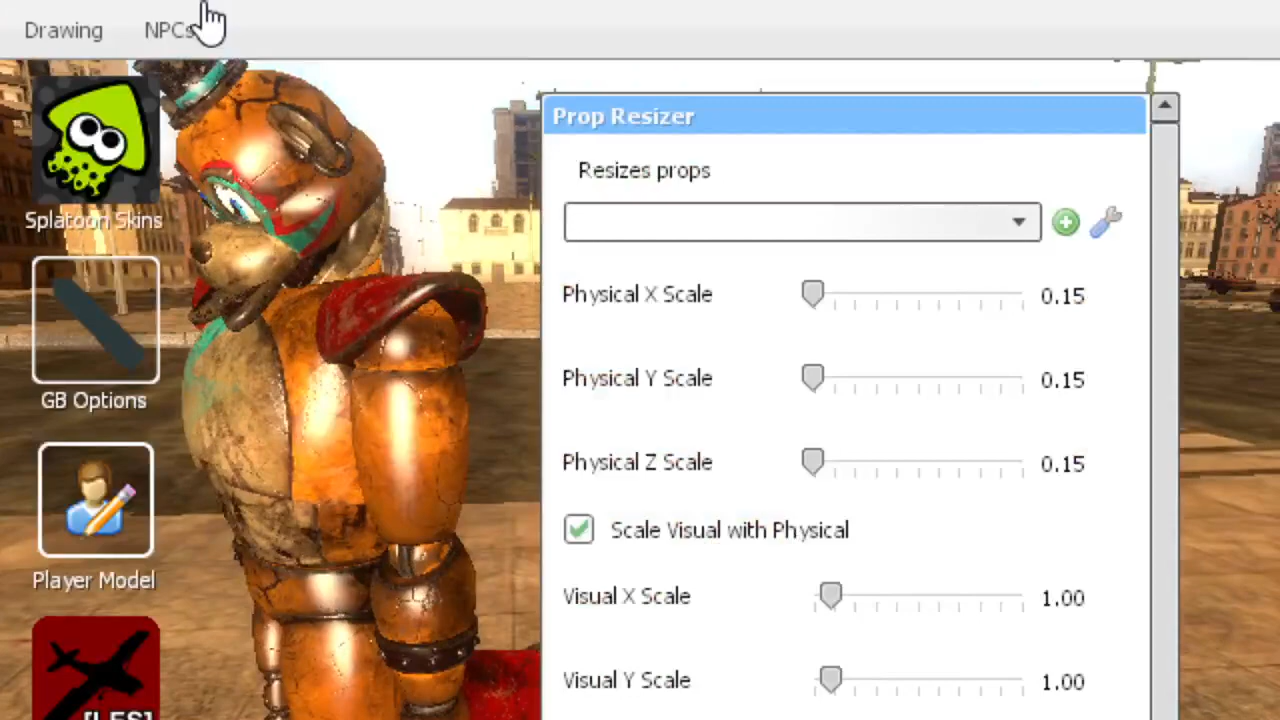 Drawing
NPCs
Splatoon Skins
GB Options
Player Model
[LFS]
Prop Resizer
Resizes props
Physical X Scale
0.15
Physical Y Scale
0.15
Physical Z Scale
0.15
Scale Visual with Physical
Visual X Scale
1.00
Visual Y Scale
1.00